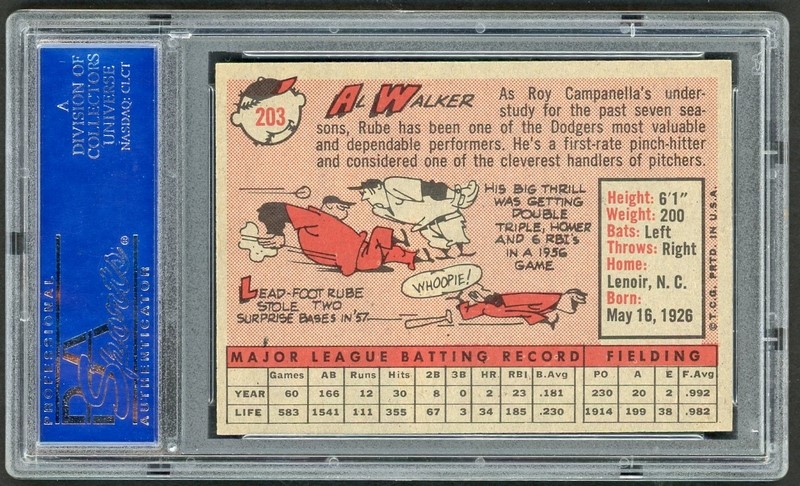 A
DIVISION OF
COLLECTORS
UNIVERSE
NASDAQ: CLCT
PROFESSIONAL
PSA
Sports®
AUTHENTICATOR
203
AL WALKER
As Roy Campanella's under-
study for the past seven sea-
sons, Rube has been one of the Dodgers most valuable
and dependable performers. He's a first-rate pinch-hitter
and considered one of the cleverest handlers of pitchers.
HIS BIG THRILL
WAS GETTING
DOUBLE
TRIPLE, HOMER
AND 6 RBI'S
IN A 1956
GAME
LEAD-FOOT RUBE
STOLE TWO
SURPRISE BASES IN '57
WHOOPIE!
Height: 6'1"
Weight: 200
Bats: Left
Throws: Right
Home:
Lenoir, N. C.
Born:
May 16, 1926
© T.C.G. PRTD. IN U.S.A.
MAJOR LEAGUE BATTING RECORD FIELDING
Games AB Runs Hits 2B 3B HR. RBI. B.Avg PO A E F.Avg
YEAR 60 166 12 30 8 0 2 23 .181 230 20 2 .992
LIFE 583 1541 111 355 67 3 34 185 .230 1914 199 38 .982